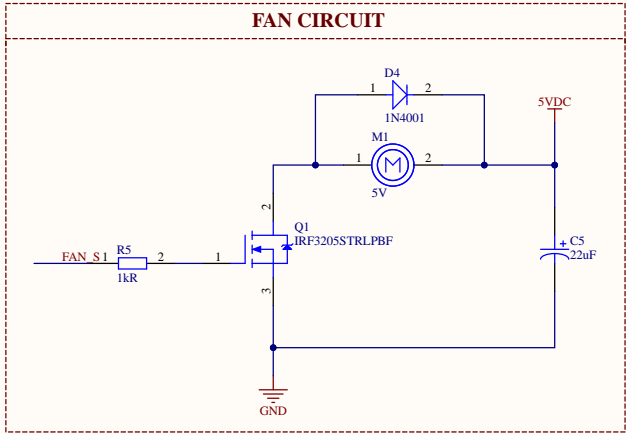 FAN CIRCUIT
D4
1 2
1N4001
5VDC
M1
1 2
5V
2
Q1
IRF3205STRLPBF
C5
+
22uF
FAN_S 1 R5 2 1
1kR
3
GND